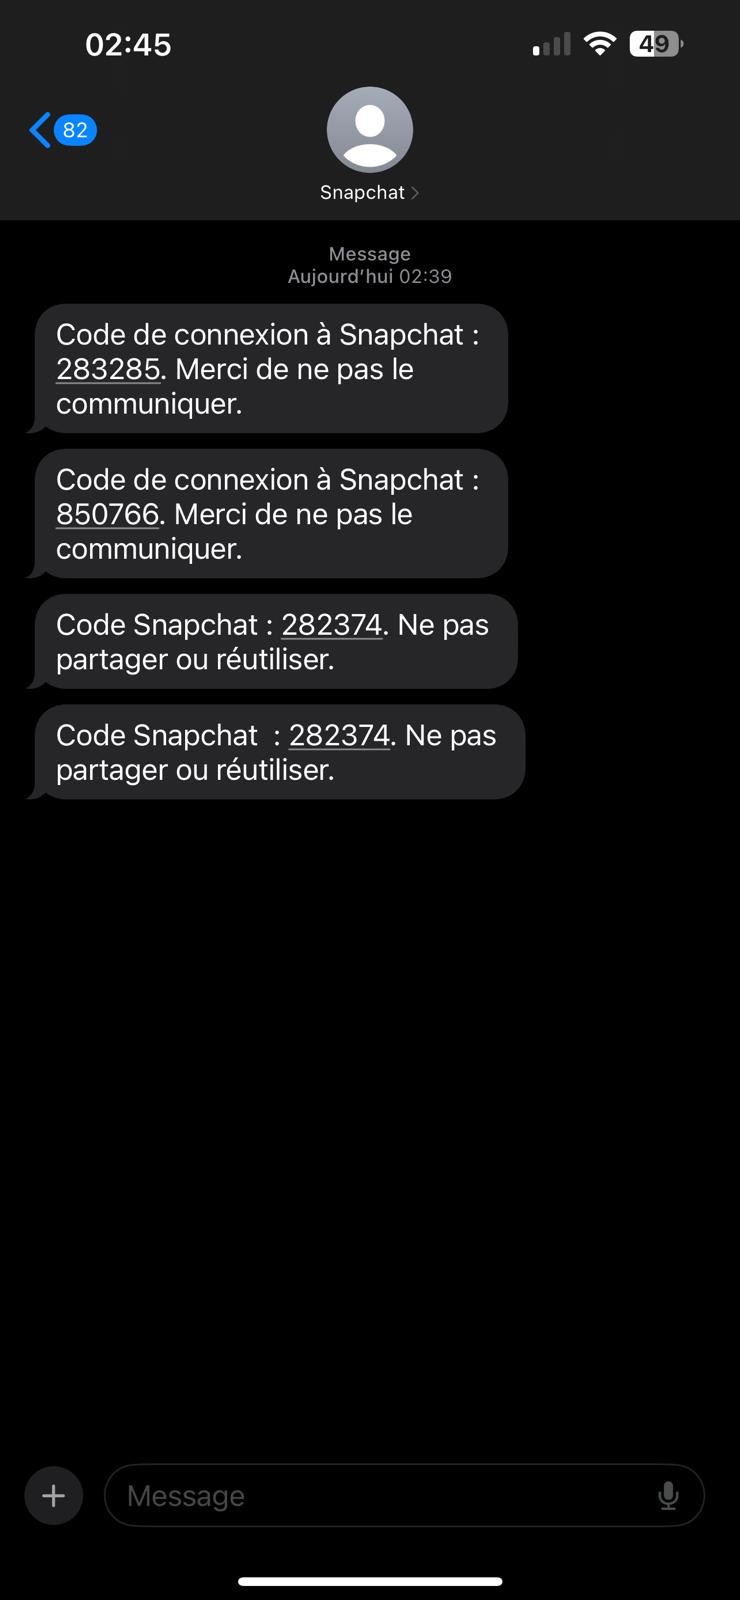 02:45
49
82
Snapchat
Message
Aujourd’hui 02:39
Code de connexion à Snapchat :
283285. Merci de ne pas le
communiquer.
Code de connexion à Snapchat :
850766. Merci de ne pas le
communiquer.
Code Snapchat : 282374. Ne pas
partager ou réutiliser.
Code Snapchat  : 282374. Ne pas
partager ou réutiliser.
Message